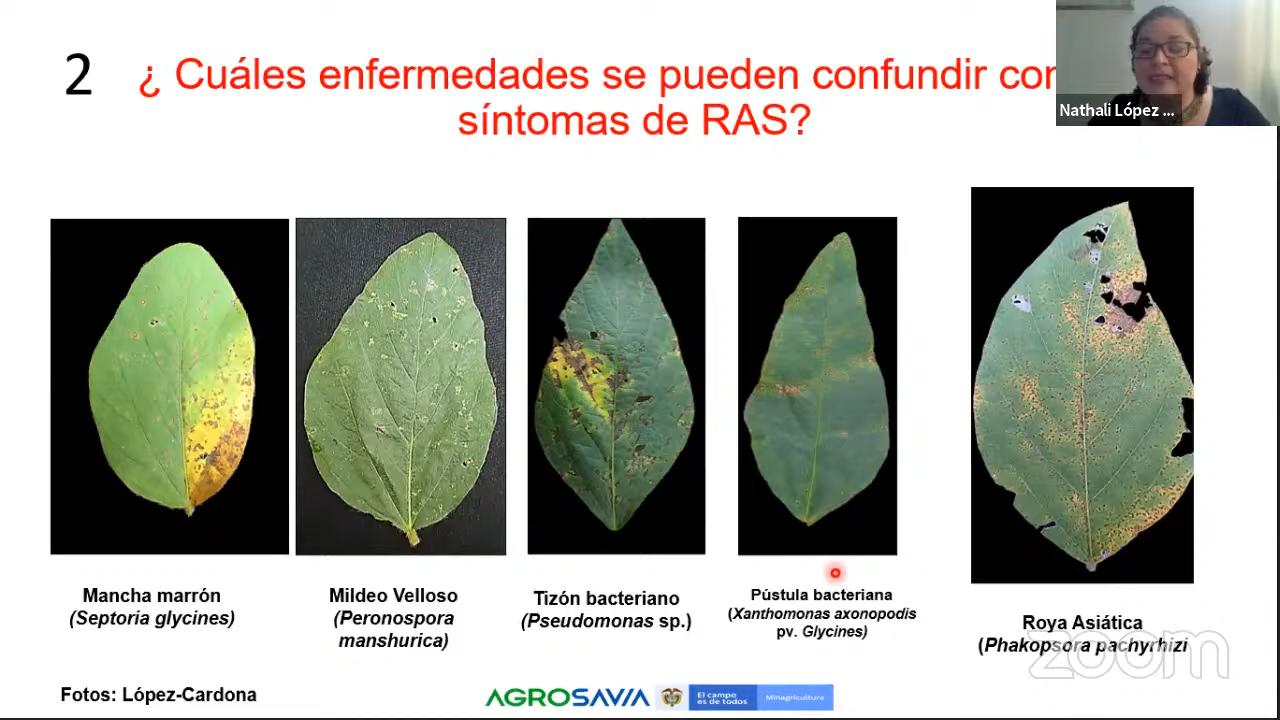 2
¿ Cuáles enfermedades se pueden confundir con
síntomas de RAS?
Nathali López ...
Mancha marrón
(Septoria glycines)
Mildeo Velloso
(Peronospora
manshurica)
Tizón bacteriano
(Pseudomonas sp.)
Pústula bacteriana
(Xanthomonas axonopodis
pv. Glycines)
Roya Asiática
(Phakopsora pachyrhizi
zoom
Fotos: López-Cardona
AGROSAVIA
El campo
es de todos
Minagricultura